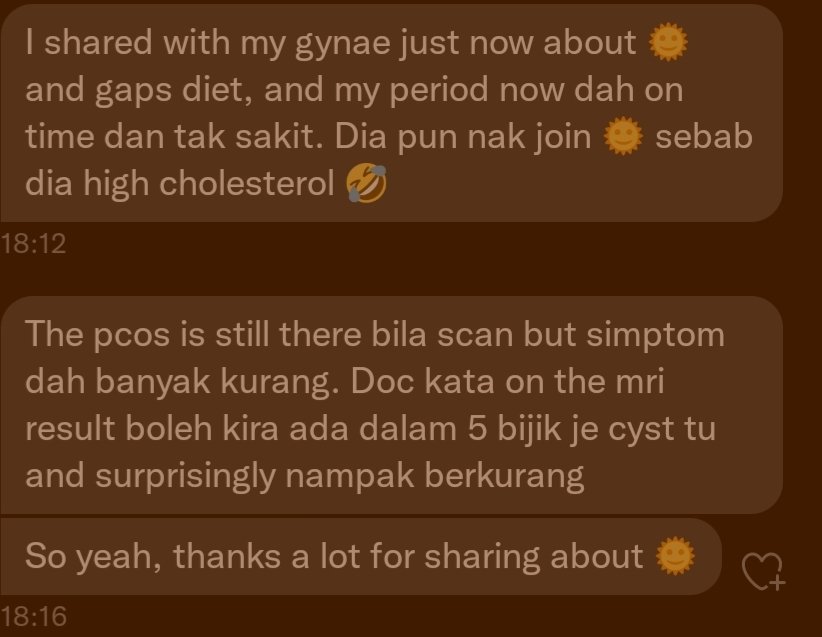 I shared with my gynae just now about 🌞
and gaps diet, and my period now dah on
time dan tak sakit. Dia pun nak join 🌞 sebab
dia high cholesterol 🤣
18:12
The pcos is still there bila scan but simptom
dah banyak kurang. Doc kata on the mri
result boleh kira ada dalam 5 bijik je cyst tu
and surprisingly nampak berkurang
So yeah, thanks a lot for sharing about 🌞
18:16